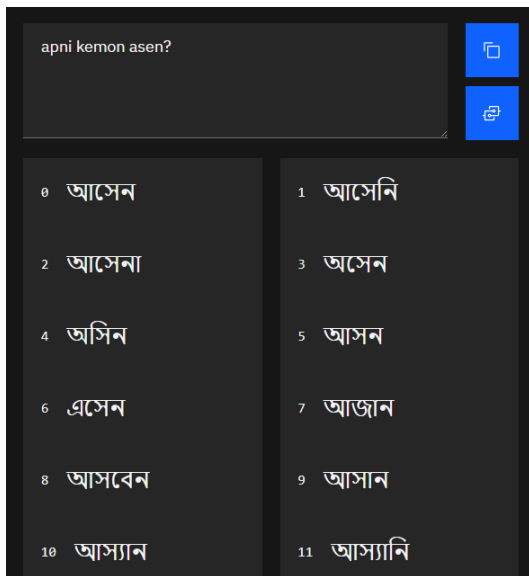 apni kemon asen?
0 আসেন
1 আসেনি
2 আসেনা
3 অসেন
4 অসিন
5 আসন
6 এসেন
7 আজান
8 আসবেন
9 আসান
10 আস্যান
11 আস্যানি